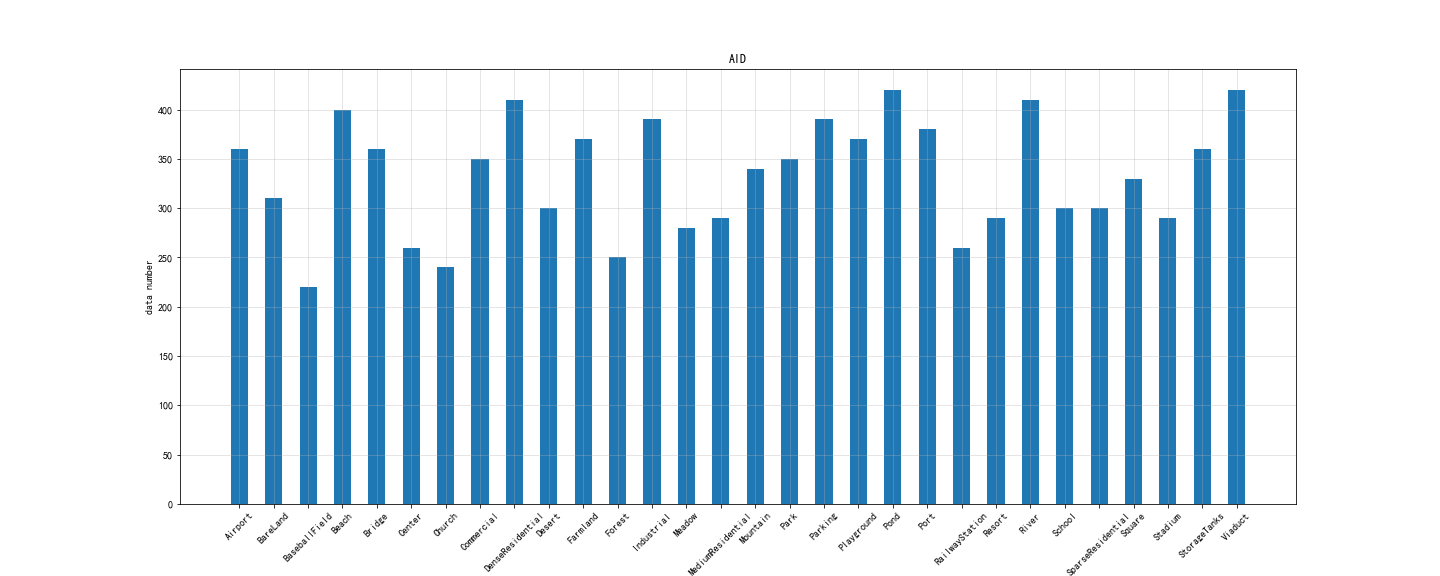 AID
data number
400
350
300
250
200
150
100
50
0
Airport
BareLand
BaseballField
Beach
Bridge
Center
Church
Commercial
DenseResidential
Desert
Farmland
Forest
Industrial
Meadow
MediumResidential
Mountain
Park
Parking
Playground
Pond
Port
RailwayStation
Resort
River
School
SparseResidential
Square
Stadium
StorageTanks
Viaduct